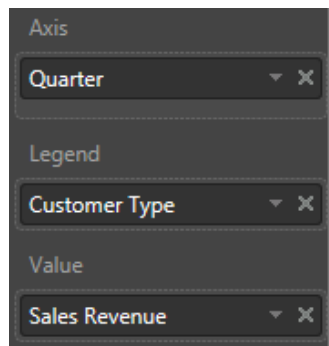 Axis
Quarter
Legend
Customer Type
Value
Sales Revenue